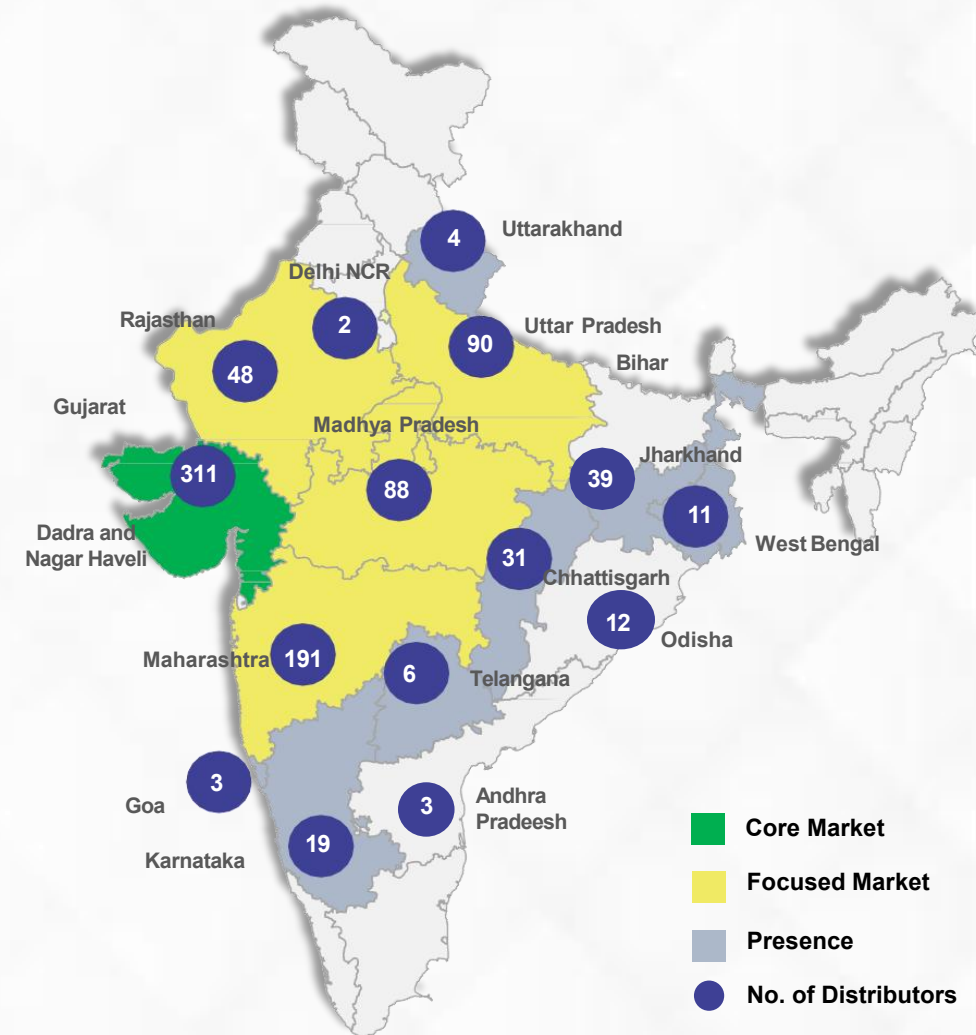 4
Uttarakhand
Delhi NCR
2
Rajasthan
Uttar Pradesh
90
Bihar
48
Gujarat
Madhya Pradesh
311
88
Jharkhand
39
11
Dadra and
Nagar Haveli
West Bengal
31
Chhattisgarh
12
Odisha
Maharashtra
191
6
Telangana
3
Goa
3
Andhra
Pradeesh
19
Karnataka
Core Market
Focused Market
Presence
No. of Distributors